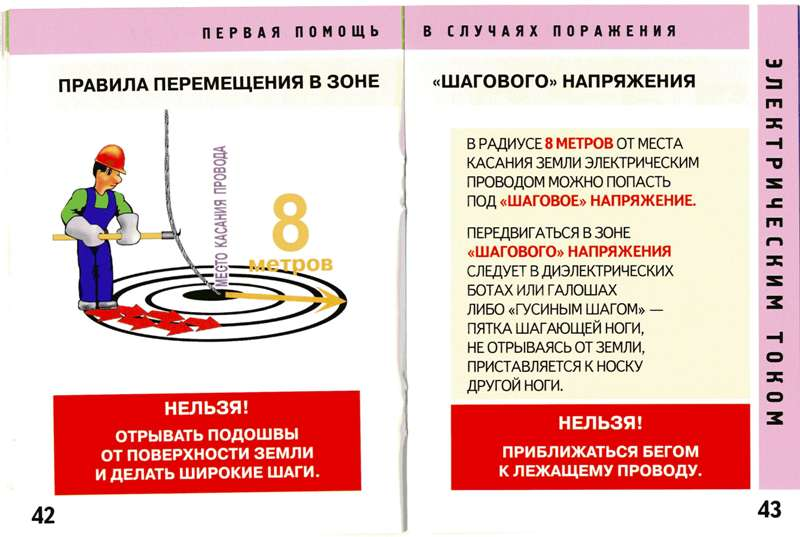 ПЕРВАЯ ПОМОЩЬ
ПРАВИЛА ПЕРЕМЕЩЕНИЯ В ЗОНЕ
МЕСТО КАСАНИЯ ПРОВОДА
8
метров
НЕЛЬЗЯ!
ОТРЫВАТЬ ПОДОШВЫ
ОТ ПОВЕРХНОСТИ ЗЕМЛИ
И ДЕЛАТЬ ШИРОКИЕ ШАГИ.
42
В СЛУЧАЯХ ПОРАЖЕНИЯ
ЭЛЕКТРИЧЕСКИМ ТОКОМ
«ШАГОВОГО» НАПРЯЖЕНИЯ
В РАДИУСЕ 8 МЕТРОВ ОТ МЕСТА
КАСАНИЯ ЗЕМЛИ ЭЛЕКТРИЧЕСКИМ
ПРОВОДОМ МОЖНО ПОПАСТЬ
ПОД «ШАГОВОЕ» НАПРЯЖЕНИЕ.
ПЕРЕДВИГАТЬСЯ В ЗОНЕ
«ШАГОВОГО» НАПРЯЖЕНИЯ
СЛЕДУЕТ В ДИЭЛЕКТРИЧЕСКИХ
БОТАХ ИЛИ ГАЛОШАХ
ЛИБО «ГУСИНЫМ ШАГОМ» —
ПЯТКА ШАГАЮЩЕЙ НОГИ,
НЕ ОТРЫВАЯСЬ ОТ ЗЕМЛИ,
ПРИСТАВЛЯЕТСЯ К НОСКУ
ДРУГОЙ НОГИ.
НЕЛЬЗЯ!
ПРИБЛИЖАТЬСЯ БЕГОМ
К ЛЕЖАЩЕМУ ПРОВОДУ.
43